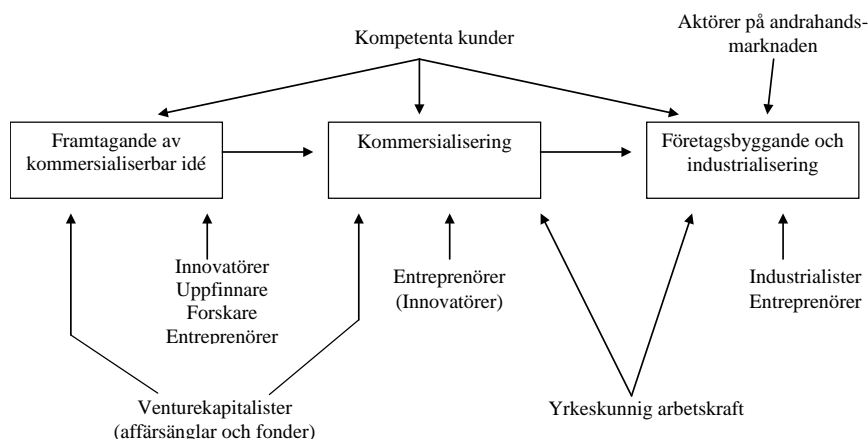 Kompetenta kunder
Aktörer på andrahands-
marknaden
Framtagande av
kommersialiserbar idé
Kommersialisering
Företagsbyggande och
industrialisering
Innovatörer
Uppfinnare
Forskare
Entreprenörer
Entreprenörer
(Innovatörer)
Industrialister
Entreprenörer
Venturekapitalister
(affärsänglar och fonder)
Yrkeskunnig arbetskraft